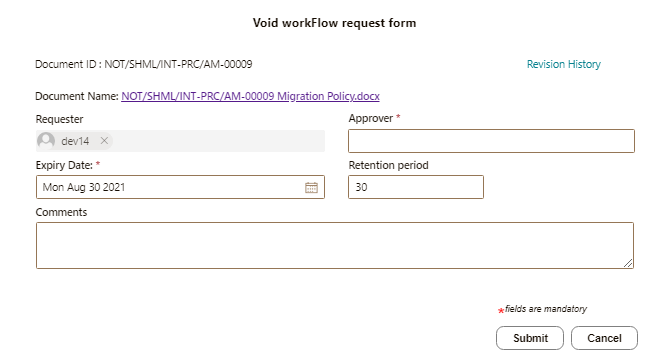 Void workFlow request form
Document ID : NOT/SHML/INT-PRC/AM-00009
Revision History
Document Name: NOT/SHML/INT-PRC/AM-00009 Migration Policy.docx
Requester
Approver *
dev14 ×
Expiry Date: *
Retention period
Mon Aug 30 2021
30
Comments
*fields are mandatory
Submit
Cancel